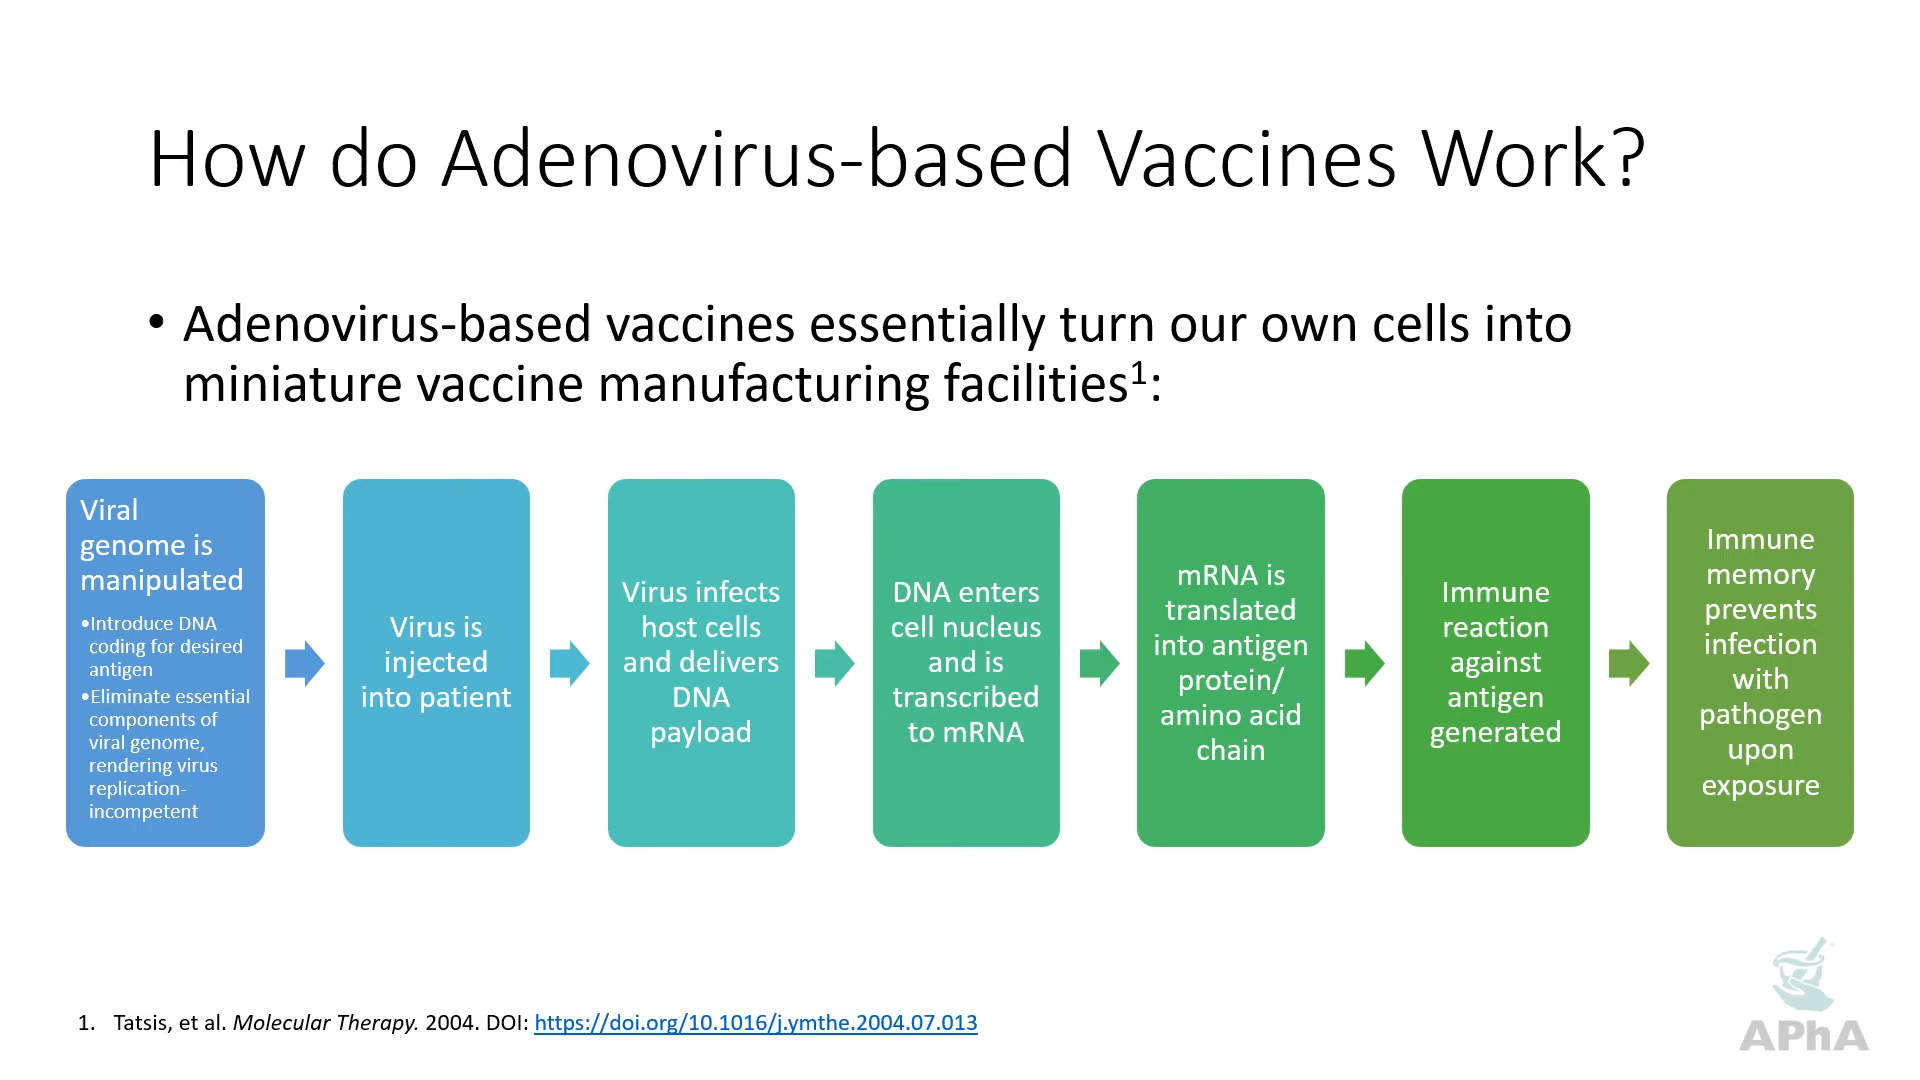 How do Adenovirus-based Vaccines Work?
• Adenovirus-based vaccines essentially turn our own cells into
miniature vaccine manufacturing facilities¹:
Viral
genome is
manipulated
•Introduce DNA
coding for desired
antigen
•Eliminate essential
components of
viral genome,
rendering virus
replication-
incompetent
Virus is
injected
into patient
Virus infects
host cells
and delivers
DNA
payload
DNA enters
cell nucleus
and is
transcribed
to mRNA
mRNA is
translated
into antigen
protein/
amino acid
chain
Immune
reaction
against
antigen
generated
Immune
memory
prevents
infection
with
pathogen
upon
exposure
1. Tatsis, et al. Molecular Therapy. 2004. DOI: https://doi.org/10.1016/j.ymthe.2004.07.013
APhA